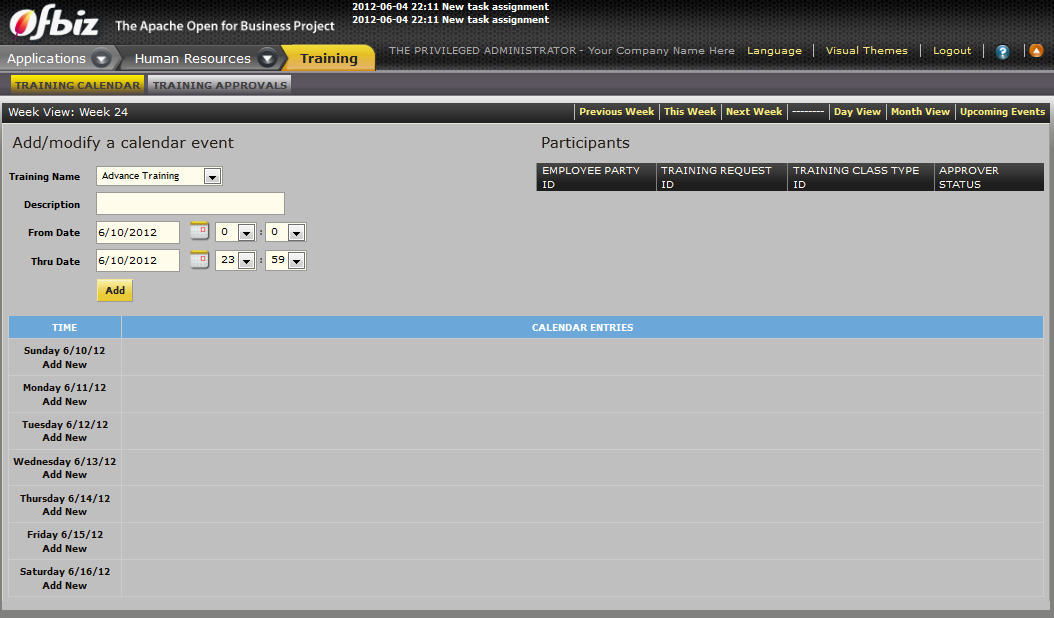 2012-06-04 22:11 New task assignment
2012-06-04 22:11 New task assignment
Ofbiz The Apache Open for Business Project
THE PRIVILEGED ADMINISTRATOR - Your Company Name Here Language Visual Themes Logout ?
Applications Human Resources Training
TRAINING CALENDAR TRAINING APPROVALS
Week View: Week 24 Previous Week This Week Next Week -------- Day View Month View Upcoming Events
Add/modify a calendar event
Training Name Advance Training
Description
From Date 6/10/2012 0 : 0
Thru Date 6/10/2012 23 : 59
Add
Participants
EMPLOYEE PARTY ID TRAINING REQUEST ID TRAINING CLASS TYPE ID APPROVER STATUS
TIME CALENDAR ENTRIES
Sunday 6/10/12
Add New
Monday 6/11/12
Add New
Tuesday 6/12/12
Add New
Wednesday 6/13/12
Add New
Thursday 6/14/12
Add New
Friday 6/15/12
Add New
Saturday 6/16/12
Add New